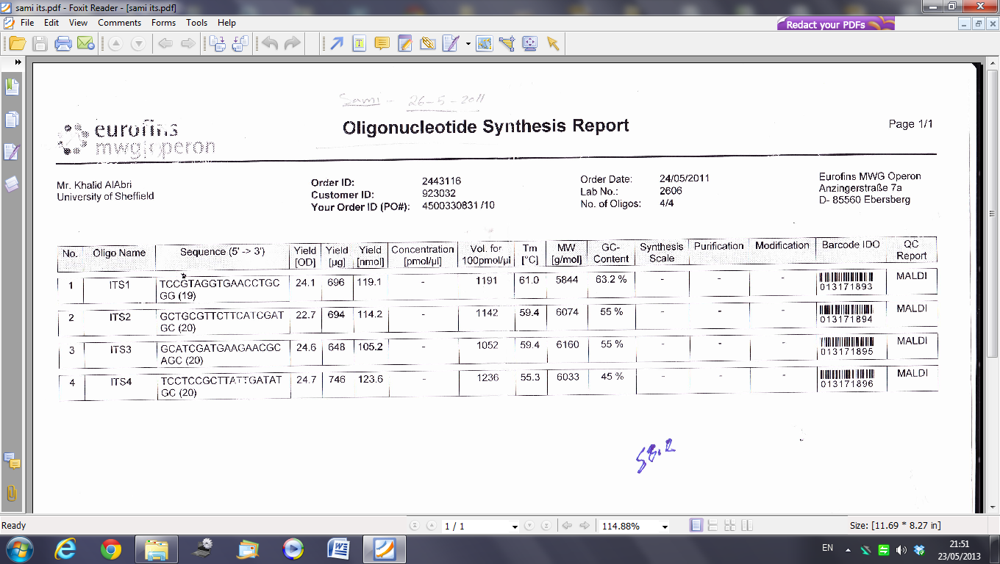 sami its.pdf - Foxit Reader - [sami its.pdf]
File Edit View Comments Forms Tools Help
Redact your PDFs
Sami - 26-5-2011
eurofins
mwg|operon
Oligonucleotide Synthesis Report
Page 1/1
Mr. Khalid AlAbri
University of Sheffield
Order ID: 2443116
Customer ID: 923032
Your Order ID (PO#): 4500330831 /10
Order Date: 24/05/2011
Lab No.: 2606
No. of Oligos: 4/4
Eurofins MWG Operon
Anzingerstraße 7a
D- 85560 Ebersberg
No. Oligo Name Sequence (5' -> 3') Yield [OD] Yield [µg] Yield [nmol] Concentration [pmol/µl] Vol. for 100pmol/µl Tm [°C] MW [g/mol] GC-Content Synthesis Scale Purification Modification Barcode IDO QC Report
1 ITS1 TCCGTAGGTGAACCTGC 24.1 696 119.1 - 1191 61.0 5844 63.2 % - - - 013171893 MALDI
GG (19)
2 ITS2 GCTGCGTTCTTCATCGAT 22.7 694 114.2 - 1142 59.4 6074 55 % - - - 013171894 MALDI
GC (20)
3 ITS3 GCATCGATGAAGAACGC 24.6 648 105.2 - 1052 59.4 6160 55 % - - - 013171895 MALDI
AGC (20)
4 ITS4 TCCTCCGCTTATTGATAT 24.7 746 123.6 - 1236 55.3 6033 45 % - - - 013171896 MALDI
GC (20)
58.2
Ready
1 / 1
114.88%
Size: [11.69 * 8.27 in]
EN
21:51
23/05/2013